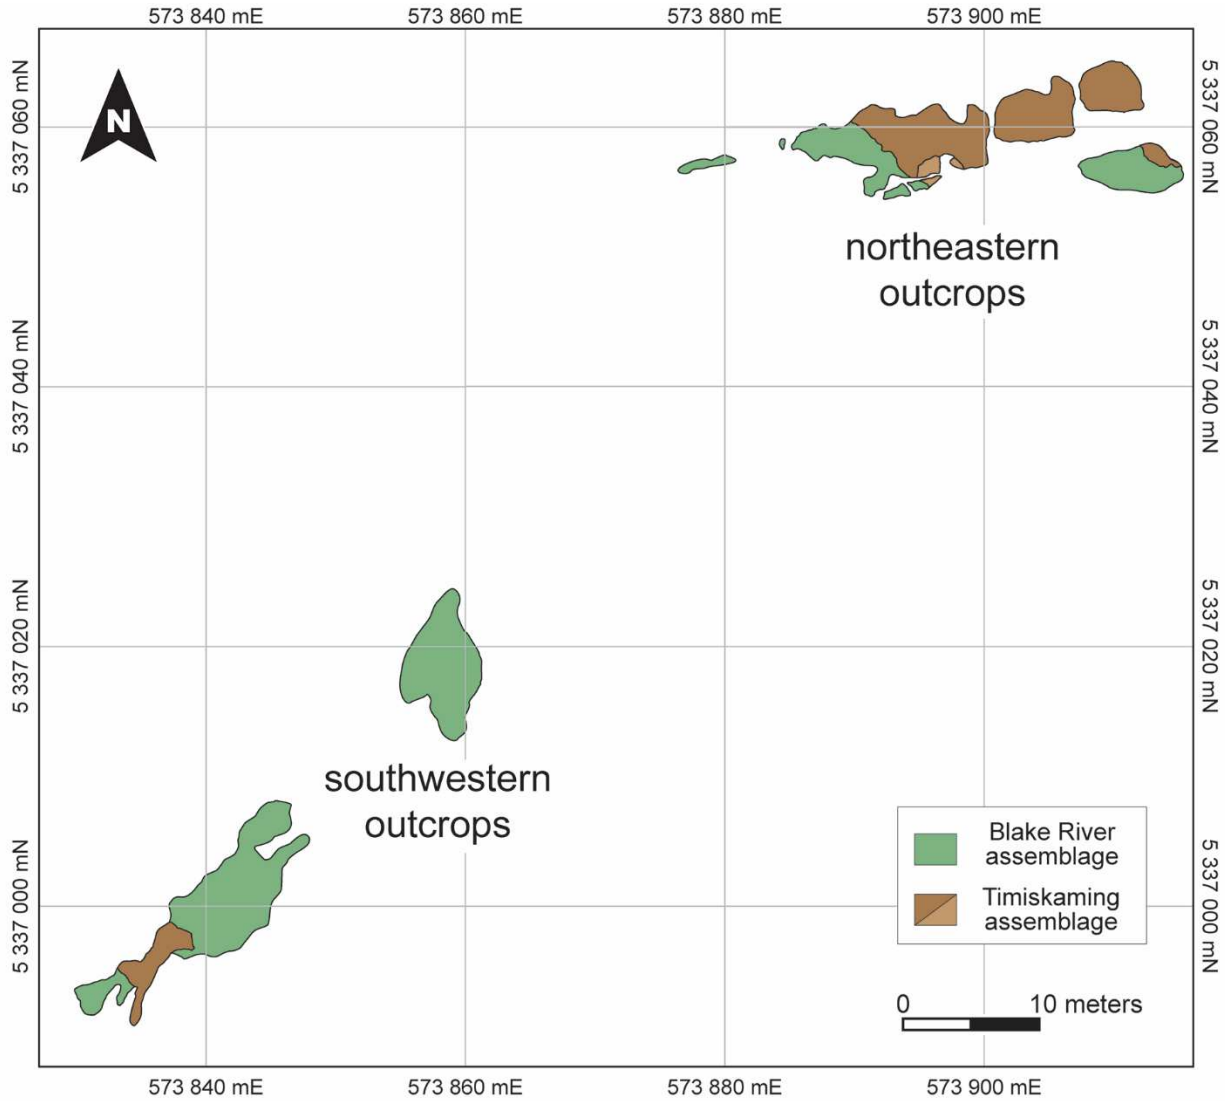 573 840 mE
573 860 mE
573 880 mE
573 900 mE
5 337 060 mN
5 337 060 mN
N
northeastern
outcrops
5 337 040 mN
5 337 040 mN
5 337 020 mN
5 337 020 mN
southwestern
outcrops
Blake River
assemblage
Timiskaming
assemblage
5 337 000 mN
5 337 000 mN
0
10 meters
573 840 mE
573 860 mE
573 880 mE
573 900 mE